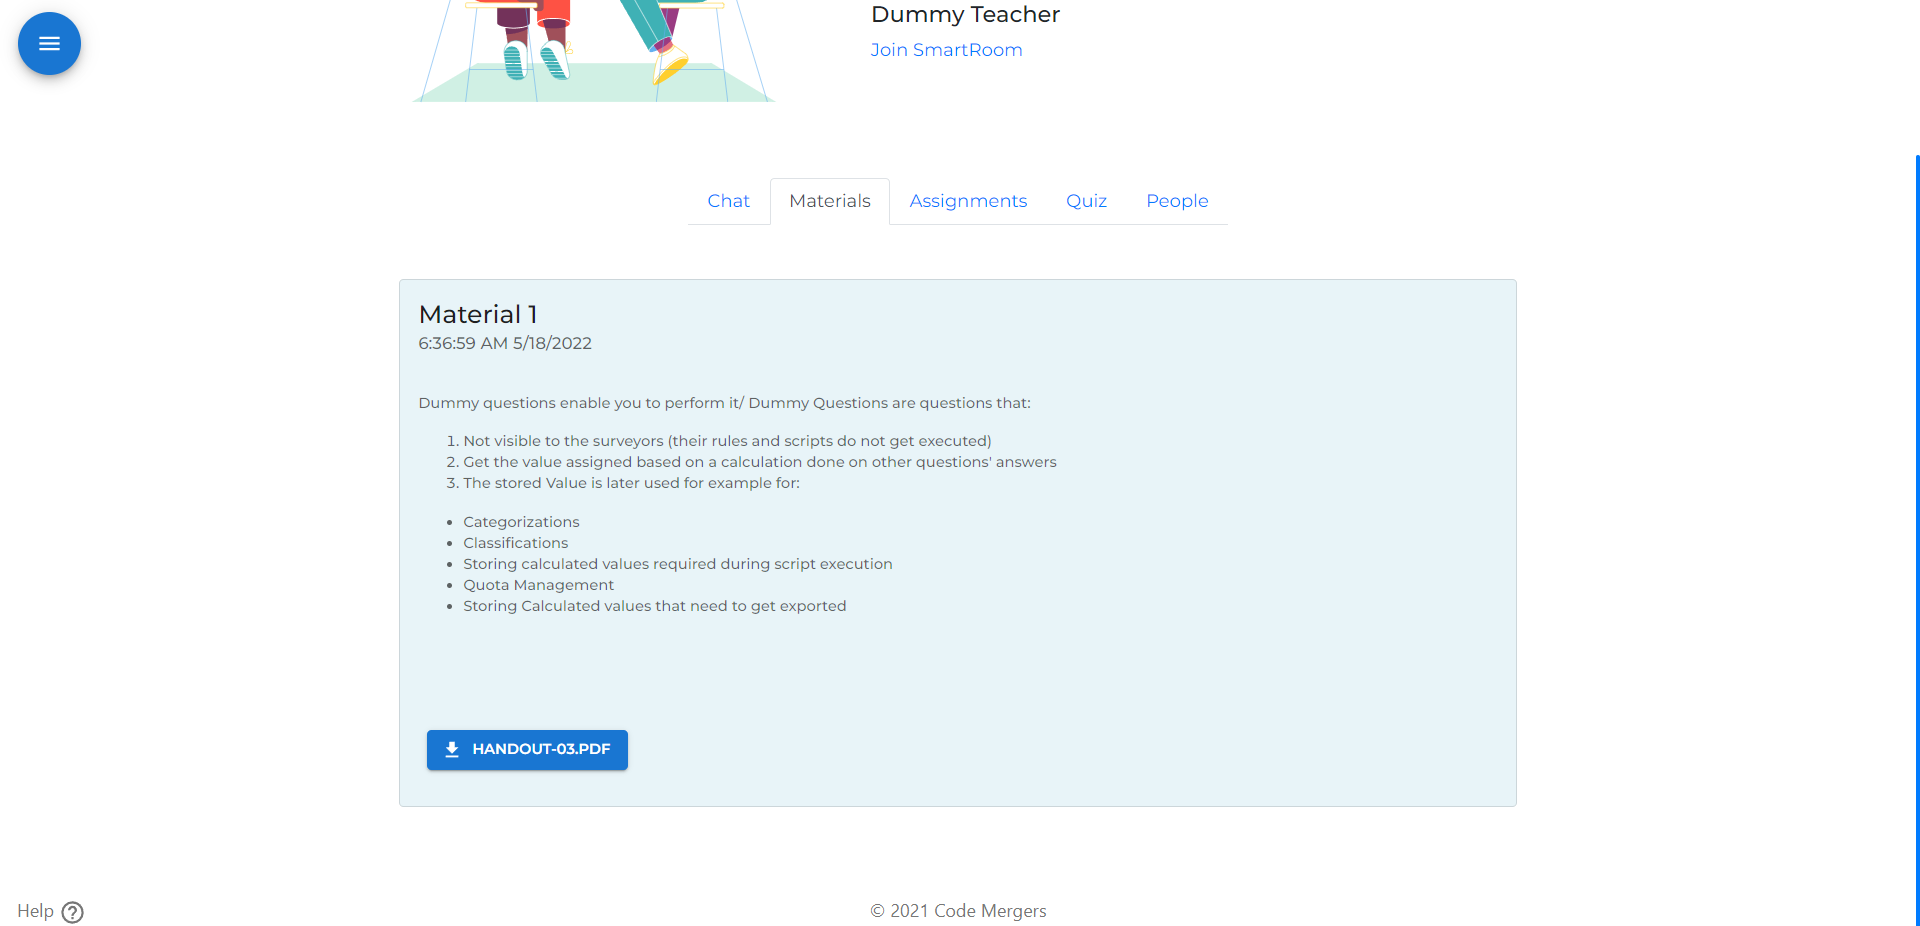 Dummy Teacher
Join SmartRoom
Chat Materials Assignments Quiz People
Material 1
6:36:59 AM 5/18/2022
Dummy questions enable you to perform it/ Dummy Questions are questions that:
1. Not visible to the surveyors (their rules and scripts do not get executed)
2. Get the value assigned based on a calculation done on other questions' answers
3. The stored Value is later used for example for:
• Categorizations
• Classifications
• Storing calculated values required during script execution
• Quota Management
• Storing Calculated values that need to get exported
HANDOUT-03.PDF
Help ?
© 2021 Code Mergers